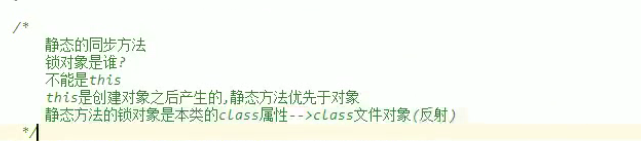 /*
静态的同步方法
锁对象是谁?
不能是this
this是创建对象之后产生的,静态方法优先于对象
静态方法的锁对象是本类的class属性-->class文件对象(反射)
*/